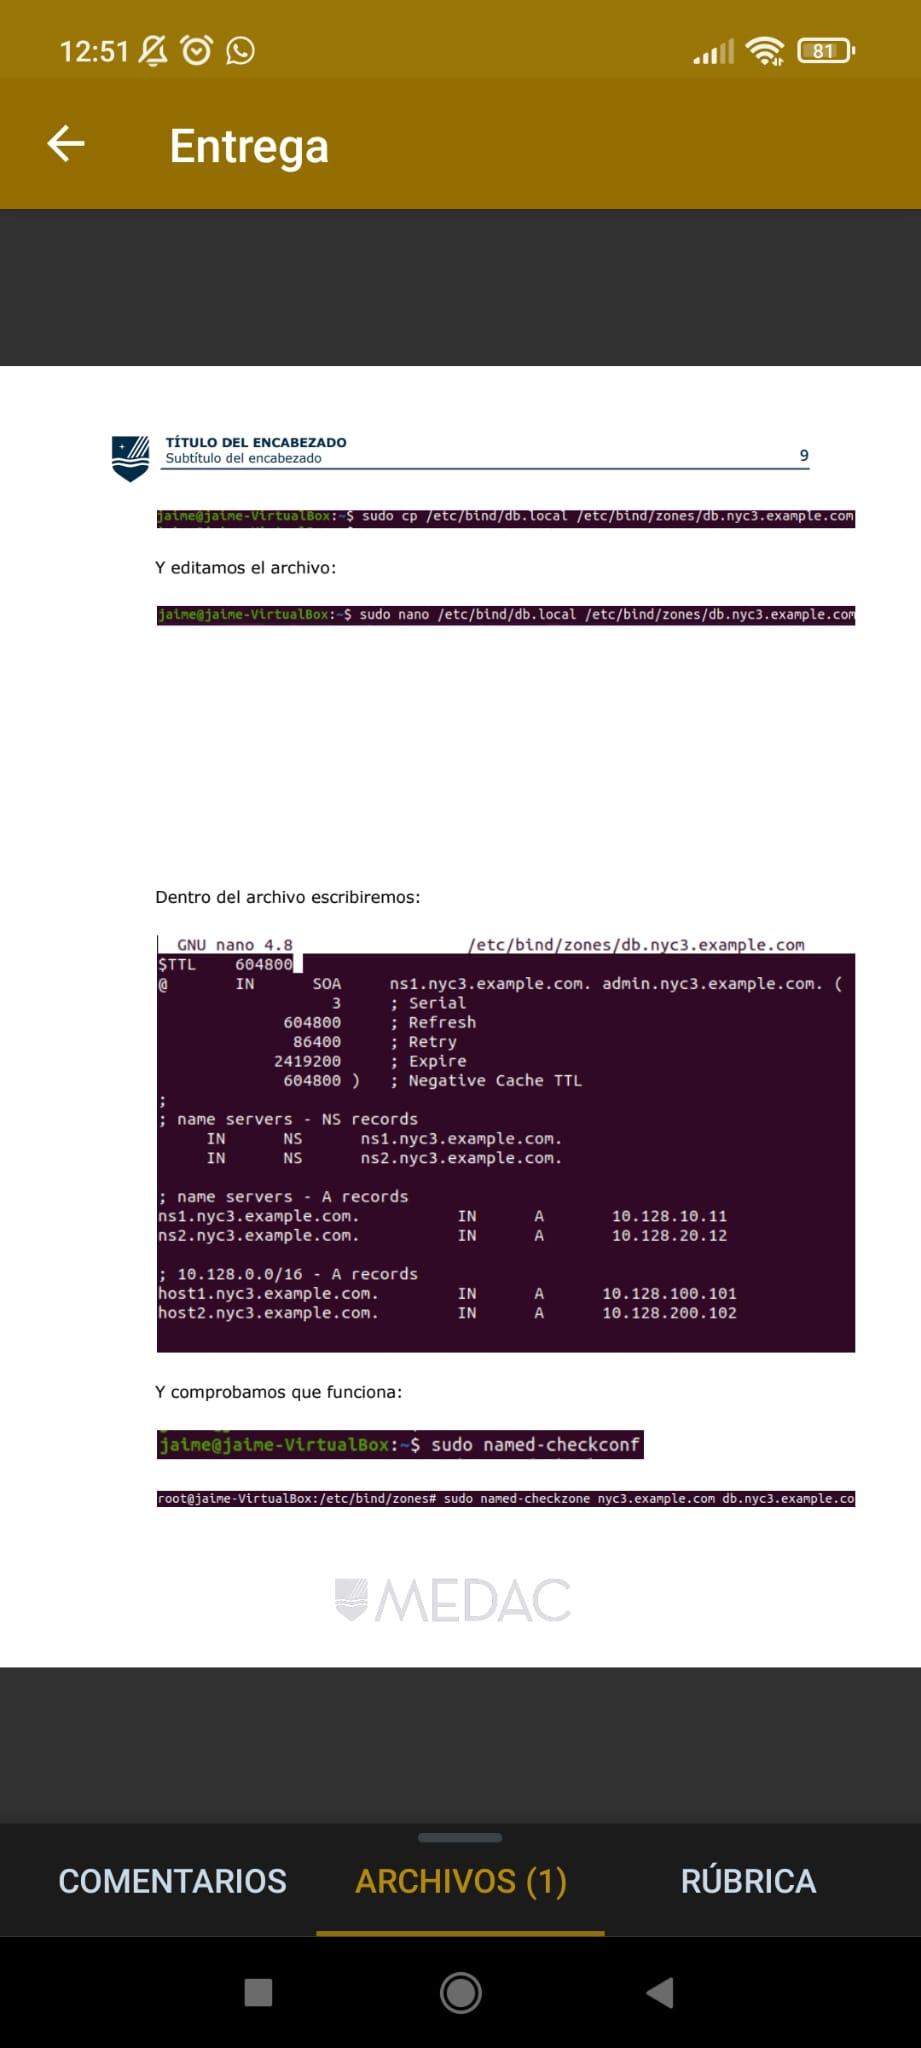 12:51
81
Entrega
TÍTULO DEL ENCABEZADO
Subtítulo del encabezado
9
jaime@jaime-VirtualBox:~$ sudo cp /etc/bind/db.local /etc/bind/zones/db.nyc3.example.com
Y editamos el archivo:
jaime@jaime-VirtualBox:~$ sudo nano /etc/bind/db.local /etc/bind/zones/db.nyc3.example.com
Dentro del archivo escribiremos:
GNU nano 4.8 /etc/bind/zones/db.nyc3.example.com
$TTL 604800
@ IN SOA ns1.nyc3.example.com. admin.nyc3.example.com. (
3 ; Serial
604800 ; Refresh
86400 ; Retry
2419200 ; Expire
604800 ) ; Negative Cache TTL
;
; name servers - NS records
IN NS ns1.nyc3.example.com.
IN NS ns2.nyc3.example.com.
; name servers - A records
ns1.nyc3.example.com. IN A 10.128.10.11
ns2.nyc3.example.com. IN A 10.128.20.12
; 10.128.0.0/16 - A records
host1.nyc3.example.com. IN A 10.128.100.101
host2.nyc3.example.com. IN A 10.128.200.102
Y comprobamos que funciona:
jaime@jaime-VirtualBox:~$ sudo named-checkconf
root@jaime-VirtualBox:/etc/bind/zones# sudo named-checkzone nyc3.example.com db.nyc3.example.co
MEDAC
COMENTARIOS
ARCHIVOS (1)
RÚBRICA